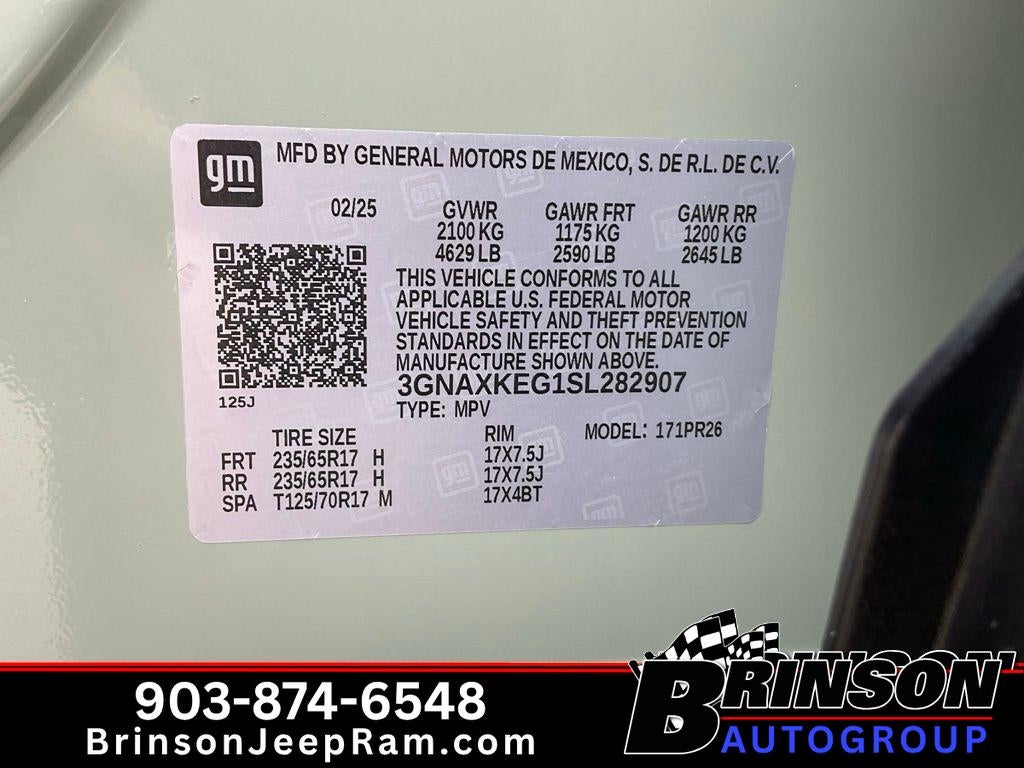 gm
MFD BY GENERAL MOTORS DE MEXICO, S. DE R.L. DE C.V.
02/25 GVWR GAWR FRT GAWR RR
2100 KG 1175 KG 1200 KG
4629 LB 2590 LB 2645 LB
THIS VEHICLE CONFORMS TO ALL
APPLICABLE U.S. FEDERAL MOTOR
VEHICLE SAFETY AND THEFT PREVENTION
STANDARDS IN EFFECT ON THE DATE OF
MANUFACTURE SHOWN ABOVE.
3GNAXKEG1SL282907
125J
TYPE: MPV
TIRE SIZE RIM MODEL: 171PR26
FRT 235/65R17 H 17X7.5J
RR 235/65R17 H 17X7.5J
SPA T125/70R17 M 17X4BT
903-874-6548
BrinsonJeepRam.com
BRINSON
AUTOGROUP